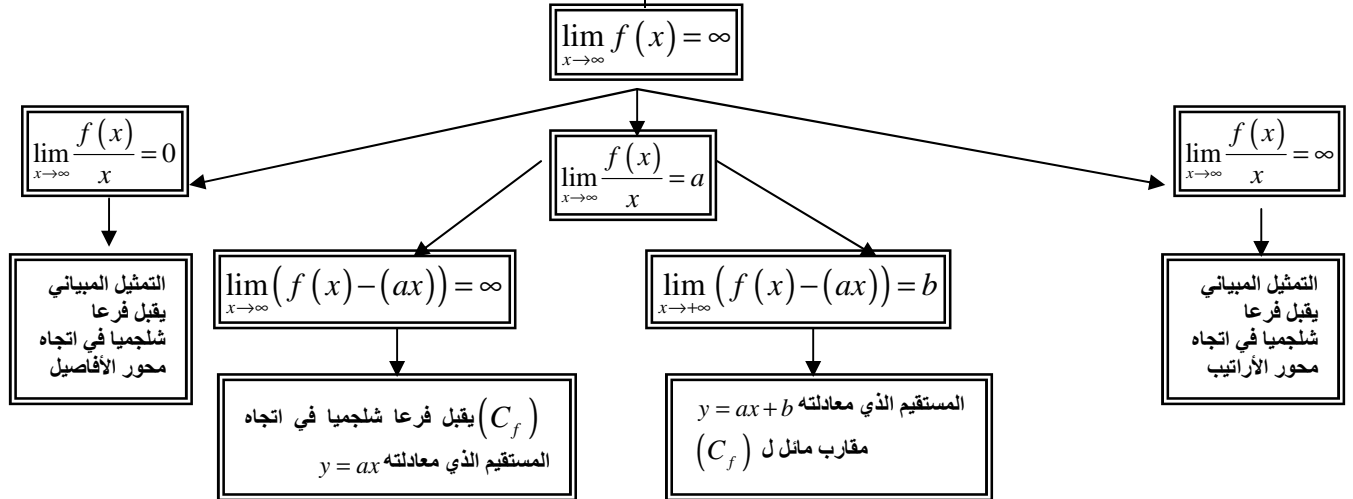 lim_{x→∞} f(x) = ∞
lim_{x→∞} f(x)/x = 0
lim_{x→∞} f(x)/x = a
lim_{x→∞} f(x)/x = ∞
التمثيل المبياني
يقبل فرعا
شلجميا في اتجاه
محور الأفاصيل
lim_{x→∞} (f(x)−(ax)) = ∞
lim_{x→+∞} (f(x)−(ax)) = b
التمثيل المبياني
يقبل فرعا
شلجميا في اتجاه
محور الأراتيب
(C_f) يقبل فرعا شلجميا في اتجاه
المستقيم الذي معادلته y = ax
المستقيم الذي معادلته y = ax+b
مقارب مائل ل (C_f)